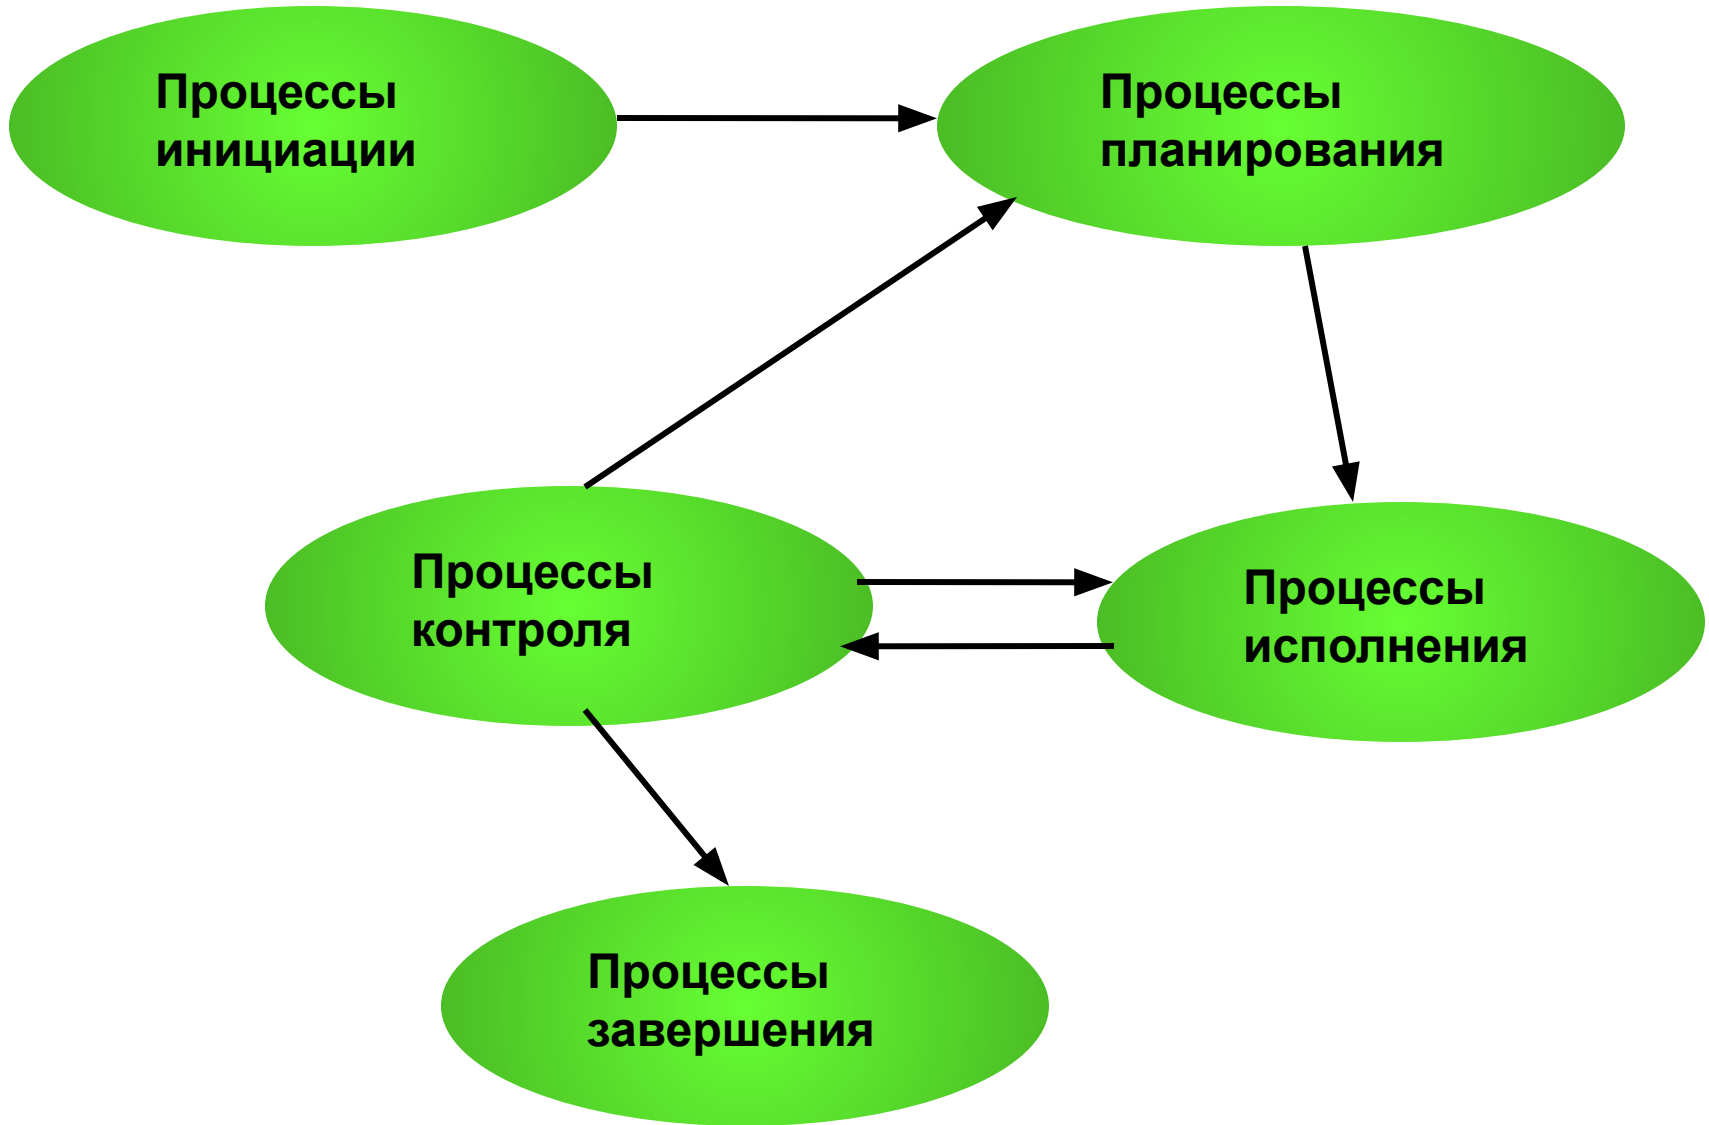 Процессы
инициации
Процессы
планирования
Процессы
контроля
Процессы
исполнения
Процессы
завершения